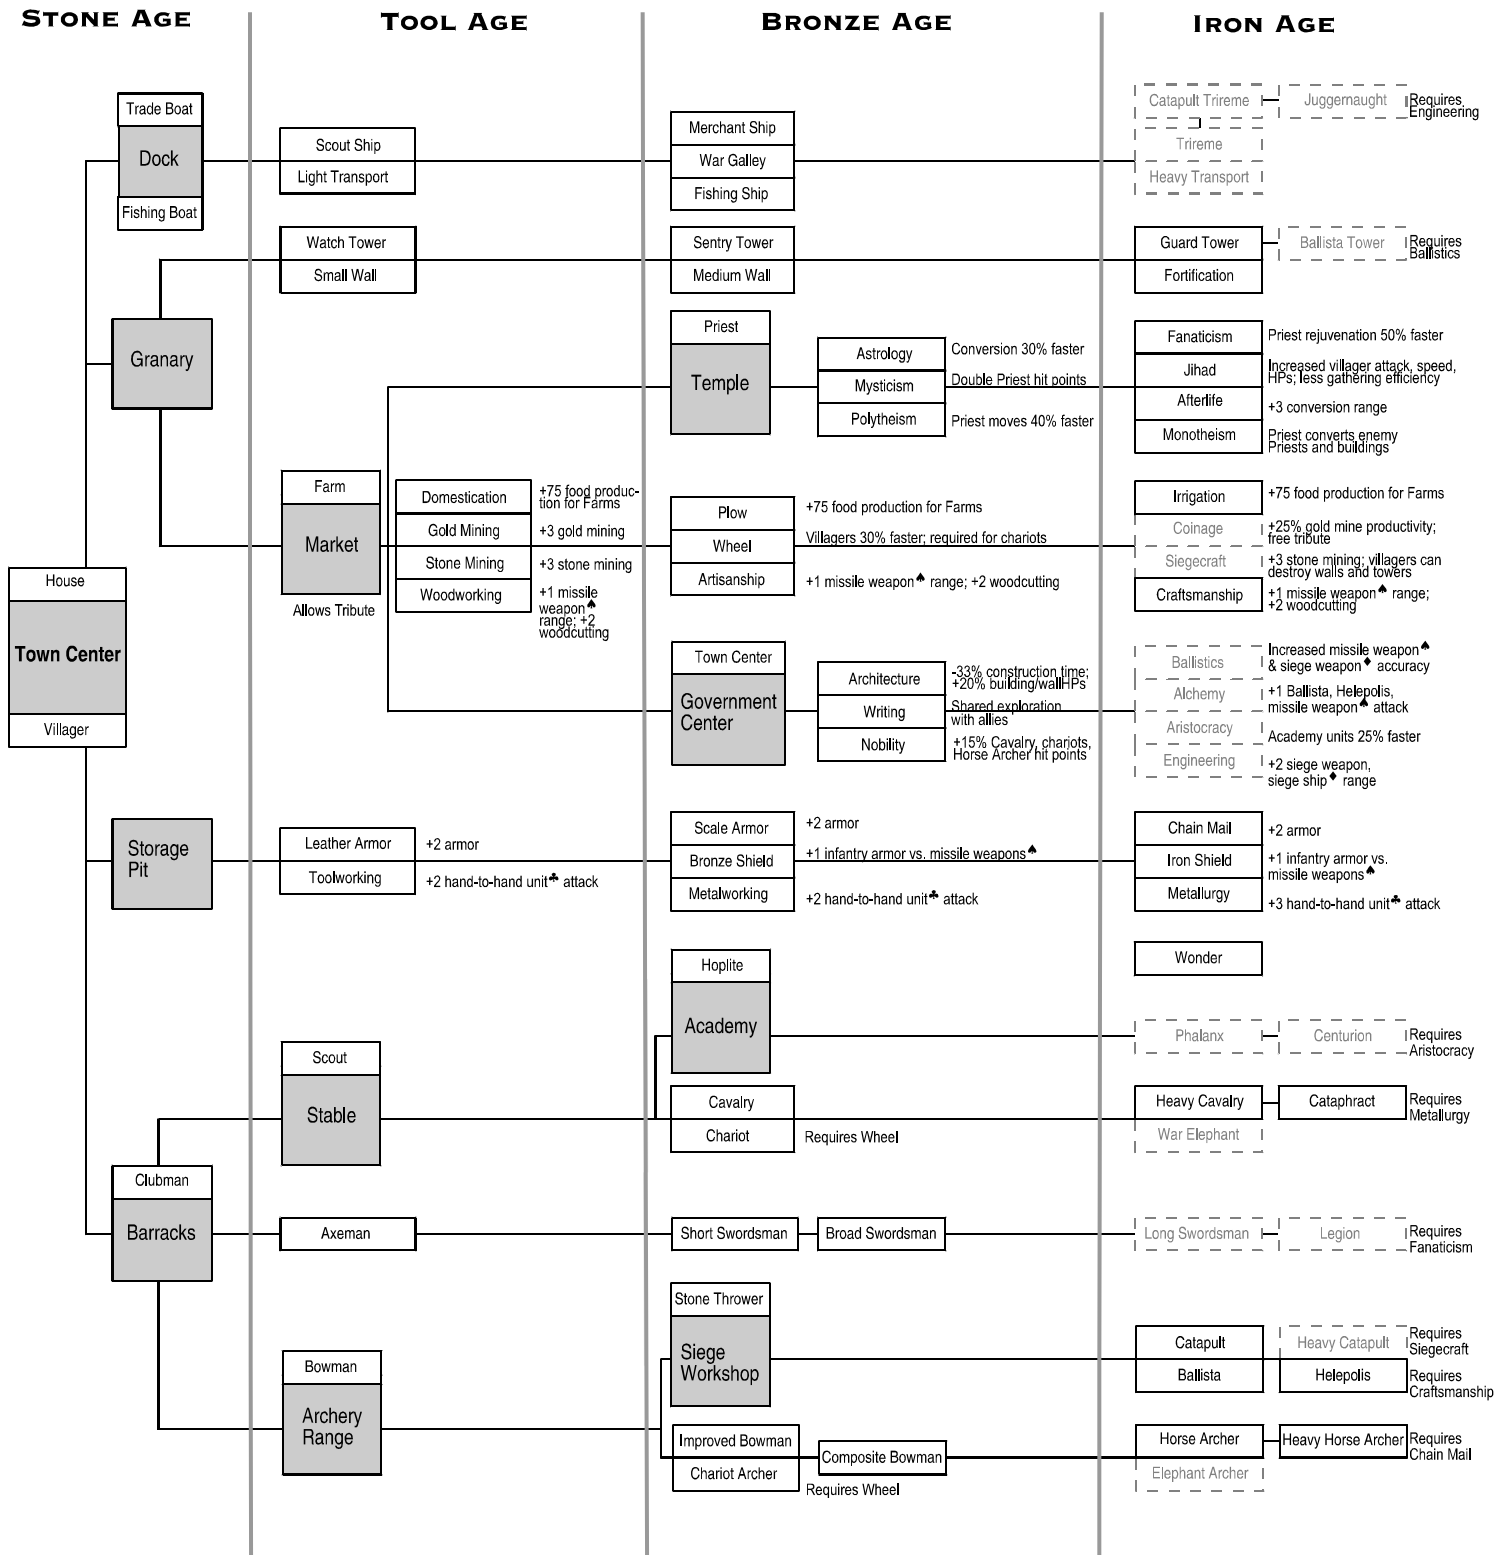 STONE AGE
TOOL AGE
BRONZE AGE
IRON AGE
Trade Boat
Dock
Fishing Boat
Scout Ship
Light Transport
Merchant Ship
War Galley
Fishing Ship
Catapult Trireme
Juggernaught
Requires
Engineering
Trireme
Heavy Transport
Granary
Watch Tower
Small Wall
Sentry Tower
Medium Wall
Guard Tower
Fortification
Ballista Tower
Requires
Ballistics
Priest
Temple
Astrology
Conversion 30% faster
Mysticism
Double Priest hit points
Polytheism
Priest moves 40% faster
Fanaticism
Priest rejuvenation 50% faster
Jihad
Increased villager attack, speed,
HPs; less gathering efficiency
Afterlife
+3 conversion range
Monotheism
Priest converts enemy
Priests and buildings
Farm
Market
Allows Tribute
Domestication
+75 food produc-
tion for Farms
Gold Mining
+3 gold mining
Stone Mining
+3 stone mining
Woodworking
+1 missile
weapon♠
range; +2
woodcutting
Plow
+75 food production for Farms
Wheel
Villagers 30% faster; required for chariots
Artisanship
+1 missile weapon♠ range; +2 woodcutting
Irrigation
+75 food production for Farms
Coinage
+25% gold mine productivity;
free tribute
Siegecraft
+3 stone mining; villagers can
destroy walls and towers
Craftsmanship
+1 missile weapon♠ range;
+2 woodcutting
House
Town Center
Villager
Town Center
Government
Center
Architecture
-33% construction time;
+20% building/wallHPs
Writing
Shared exploration
with allies
Nobility
+15% Cavalry, chariots,
Horse Archer hit points
Ballistics
Increased missile weapon♠
& siege weapon♦ accuracy
Alchemy
+1 Ballista, Helepolis,
missile weapon♠ attack
Aristocracy
Academy units 25% faster
Engineering
+2 siege weapon,
siege ship♦ range
Storage
Pit
Leather Armor
+2 armor
Toolworking
+2 hand-to-hand unit♣ attack
Scale Armor
+2 armor
Bronze Shield
+1 infantry armor vs. missile weapons♠
Metalworking
+2 hand-to-hand unit♣ attack
Chain Mail
+2 armor
Iron Shield
+1 infantry armor vs.
missile weapons♠
Metallurgy
+3 hand-to-hand unit♣ attack
Wonder
Hoplite
Academy
Phalanx
Centurion
Requires
Aristocracy
Scout
Stable
Cavalry
Chariot
Requires Wheel
Heavy Cavalry
Cataphract
Requires
Metallurgy
War Elephant
Clubman
Barracks
Axeman
Short Swordsman
Broad Swordsman
Long Swordsman
Legion
Requires
Fanaticism
Stone Thrower
Siege
Workshop
Catapult
Heavy Catapult
Requires
Siegecraft
Ballista
Helepolis
Requires
Craftsmanship
Bowman
Archery
Range
Improved Bowman
Chariot Archer
Composite Bowman
Requires Wheel
Horse Archer
Heavy Horse Archer
Requires
Chain Mail
Elephant Archer